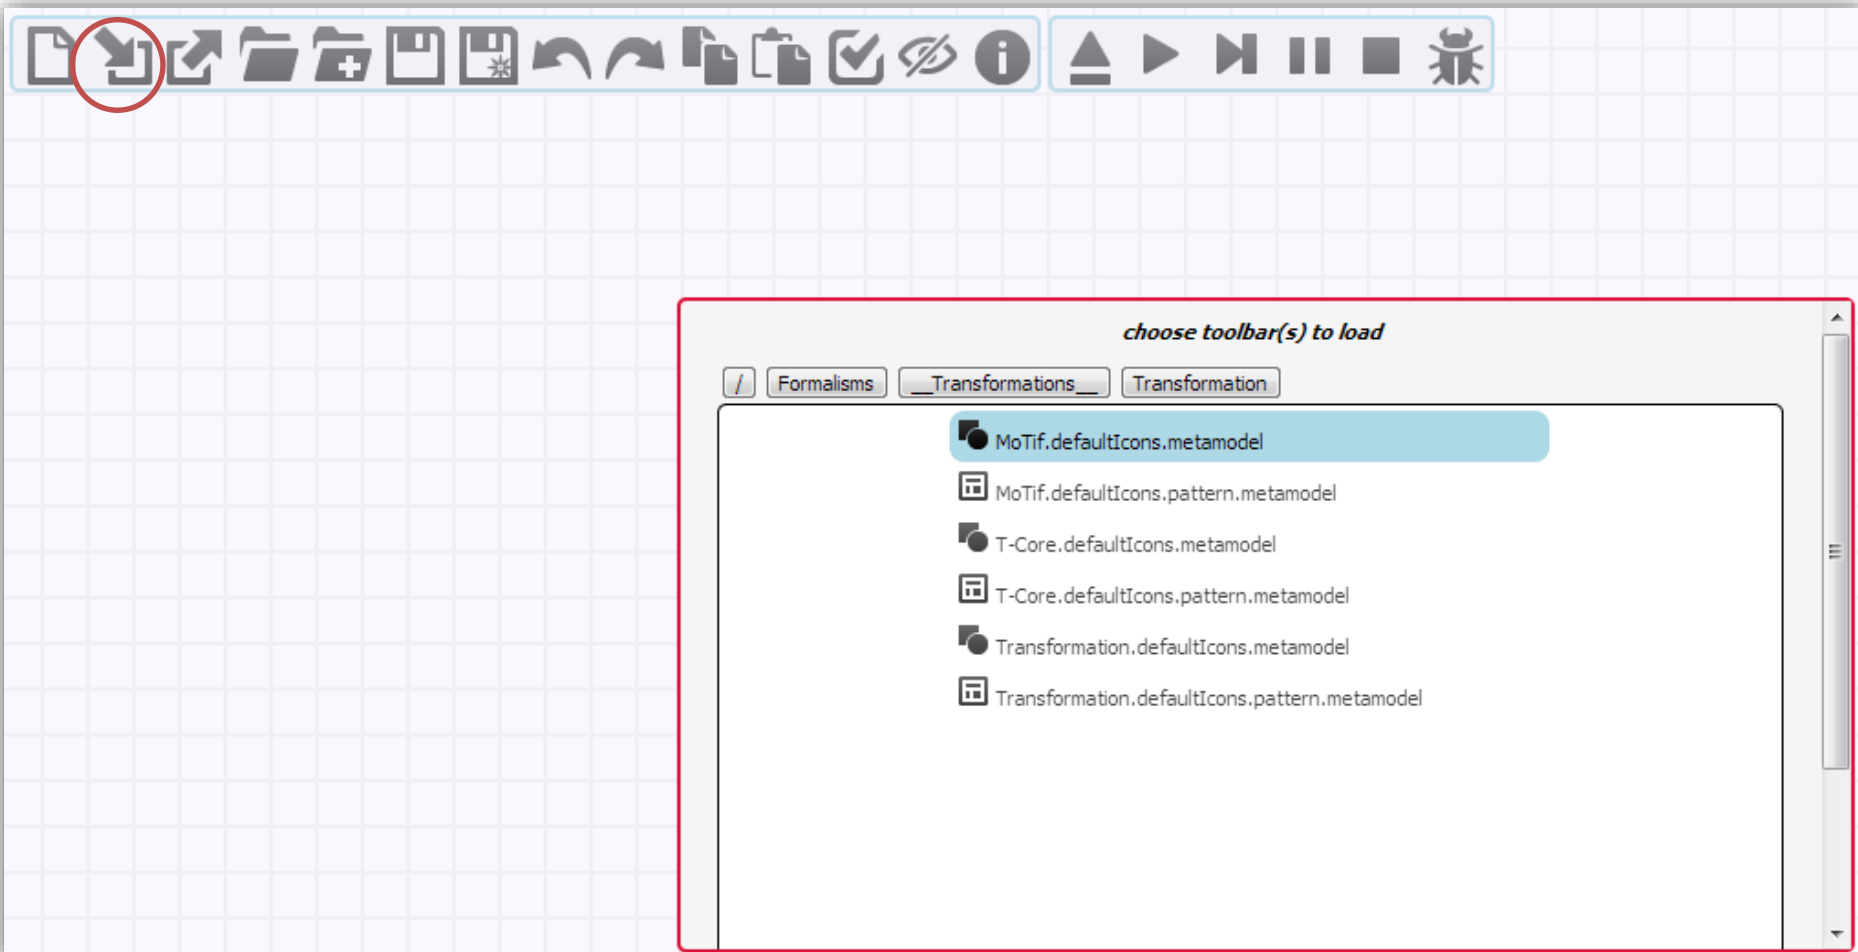 choose toolbar(s) to load
/ Formalisms __Transformations__ Transformation
MoTif.defaultIcons.metamodel
MoTif.defaultIcons.pattern.metamodel
T-Core.defaultIcons.metamodel
T-Core.defaultIcons.pattern.metamodel
Transformation.defaultIcons.metamodel
Transformation.defaultIcons.pattern.metamodel